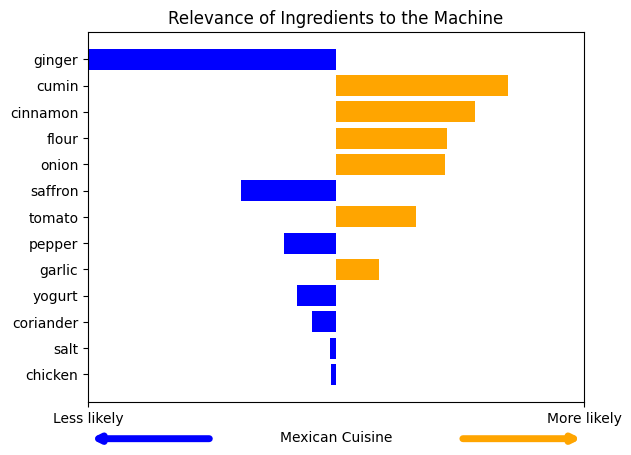 Relevance of Ingredients to the Machine
ginger
cumin
cinnamon
flour
onion
saffron
tomato
pepper
garlic
yogurt
coriander
salt
chicken
Less likely More likely
Mexican Cuisine